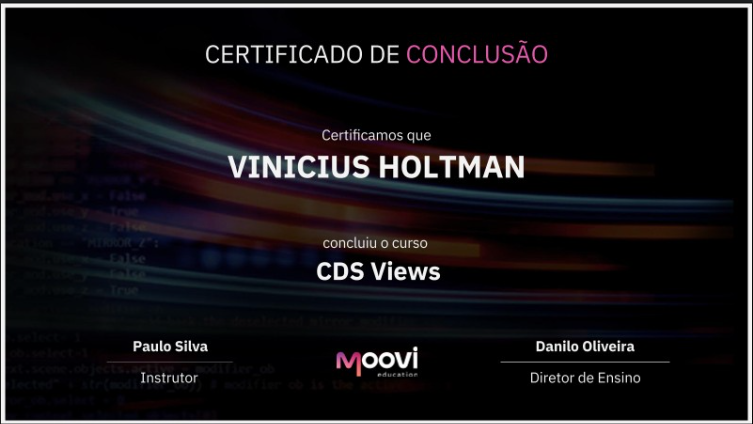 CERTIFICADO DE CONCLUSÃO
Certificamos que
VINICIUS HOLTMAN
concluiu o curso
CDS Views
Paulo Silva
Instrutor
Moovi
education
Danilo Oliveira
Diretor de Ensino